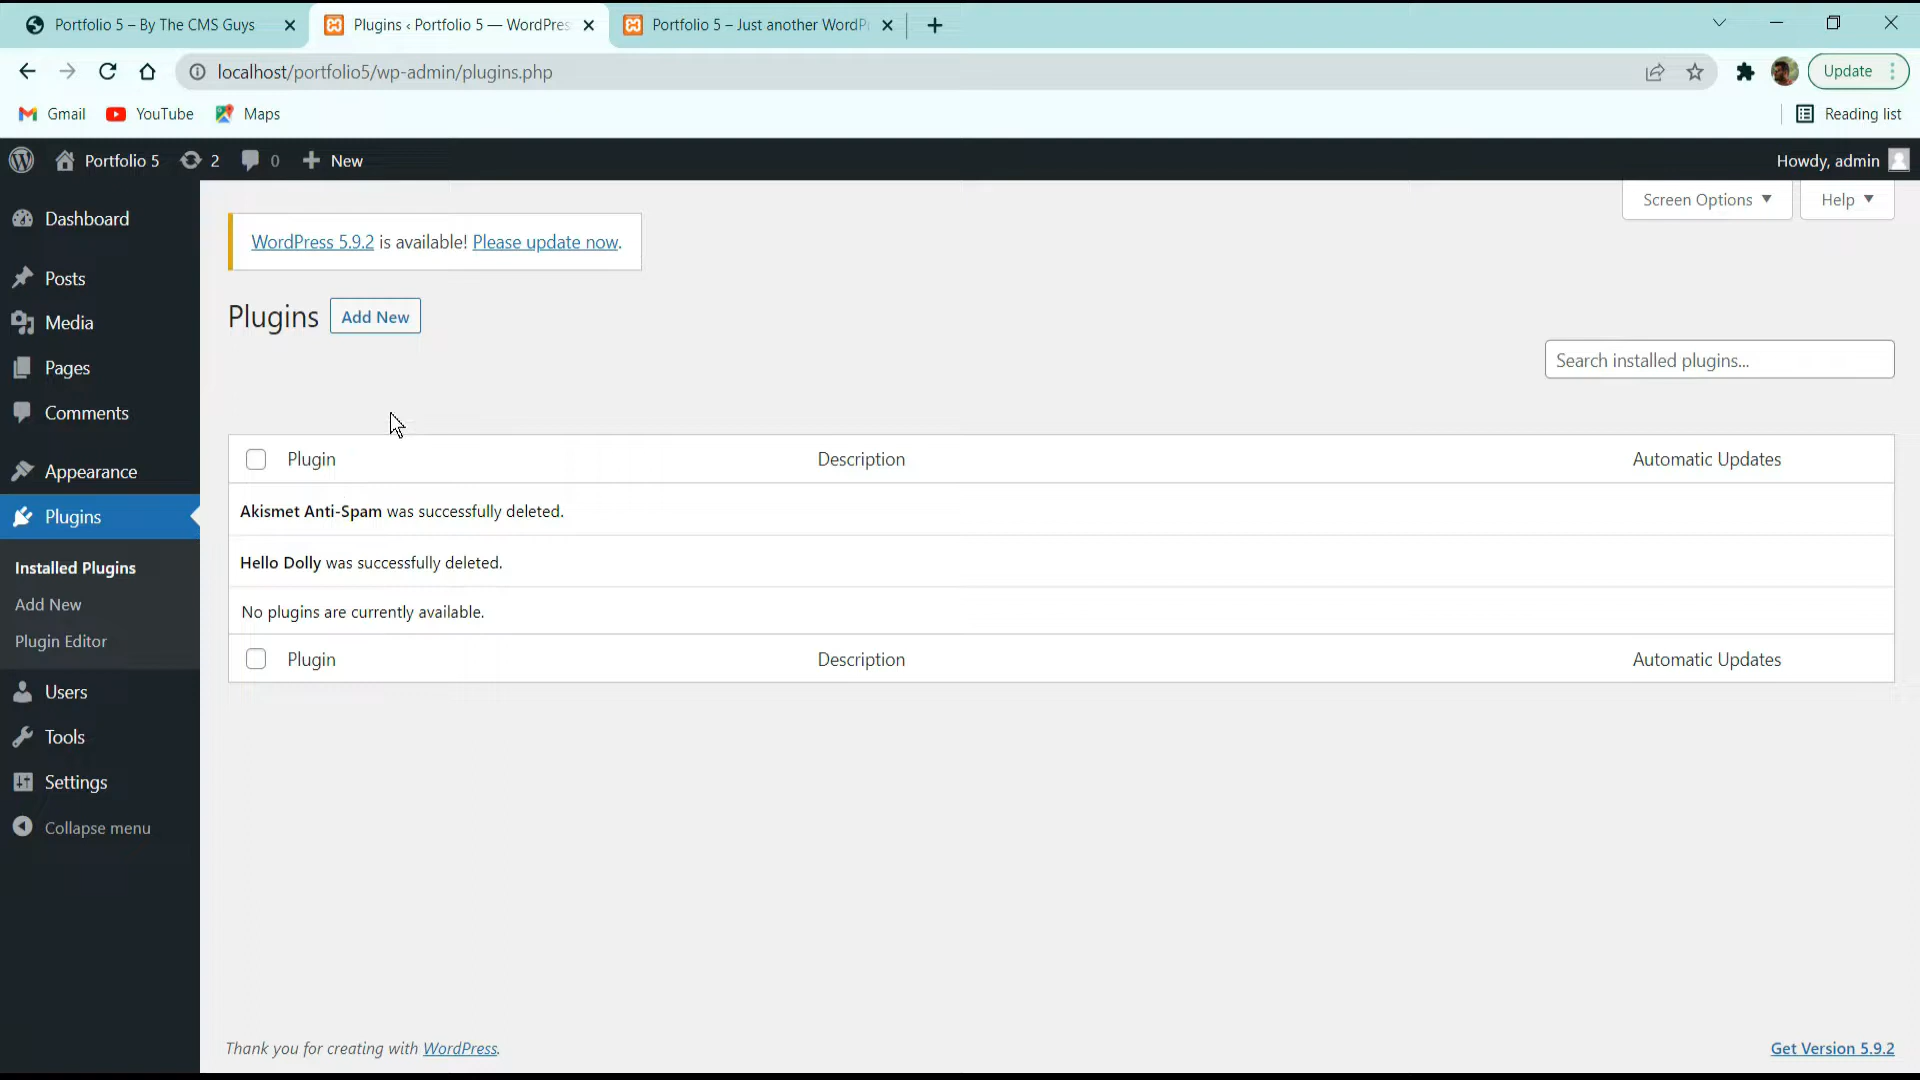 Portfolio 5 – By The CMS Guys
Plugins ‹ Portfolio 5 — WordPres
Portfolio 5 – Just another WordP
localhost/portfolio5/wp-admin/plugins.php
Update
Gmail
YouTube
Maps
Reading list
Portfolio 5
2
0
New
Howdy, admin
Dashboard
Posts
Media
Pages
Comments
Appearance
Plugins
Installed Plugins
Add New
Plugin Editor
Users
Tools
Settings
Collapse menu
Screen Options
Help
WordPress 5.9.2 is available! Please update now.
Plugins
Add New
Search installed plugins...
Plugin
Description
Automatic Updates
Akismet Anti-Spam was successfully deleted.
Hello Dolly was successfully deleted.
No plugins are currently available.
Plugin
Description
Automatic Updates
Thank you for creating with WordPress.
Get Version 5.9.2